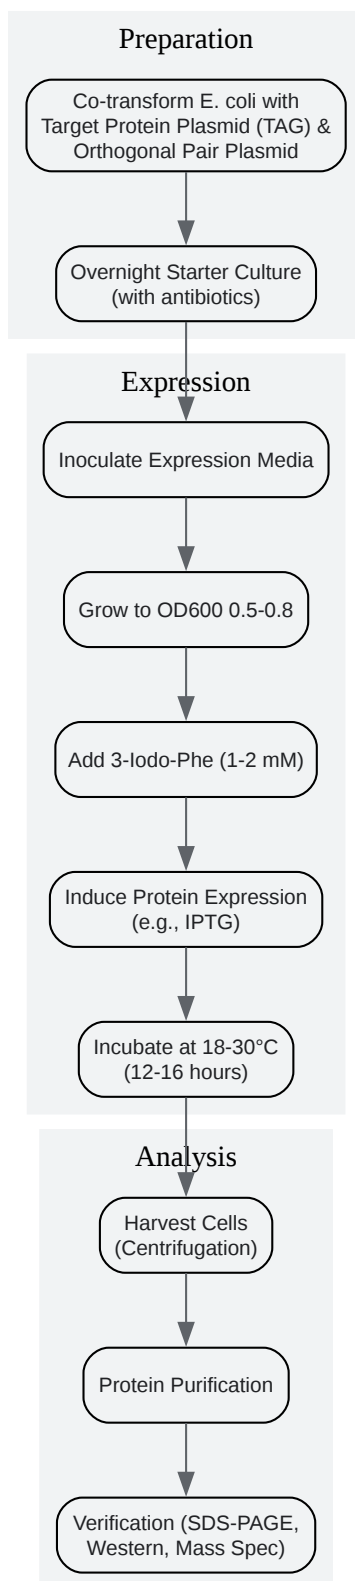 Preparation
Co-transform E. coli with
Target Protein Plasmid (TAG) &
Orthogonal Pair Plasmid
Overnight Starter Culture
(with antibiotics)
Expression
Inoculate Expression Media
Grow to OD600 0.5-0.8
Add 3-Iodo-Phe (1-2 mM)
Induce Protein Expression
(e.g., IPTG)
Incubate at 18-30°C
(12-16 hours)
Analysis
Harvest Cells
(Centrifugation)
Protein Purification
Verification (SDS-PAGE,
Western, Mass Spec)